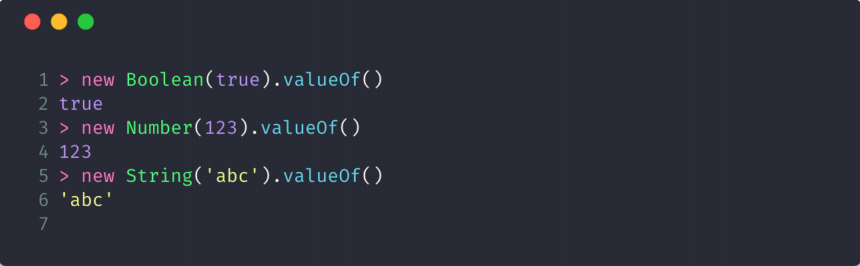 1 > new Boolean(true).valueOf()
2 true
3 > new Number(123).valueOf()
4 123
5 > new String('abc').valueOf()
6 'abc'
7